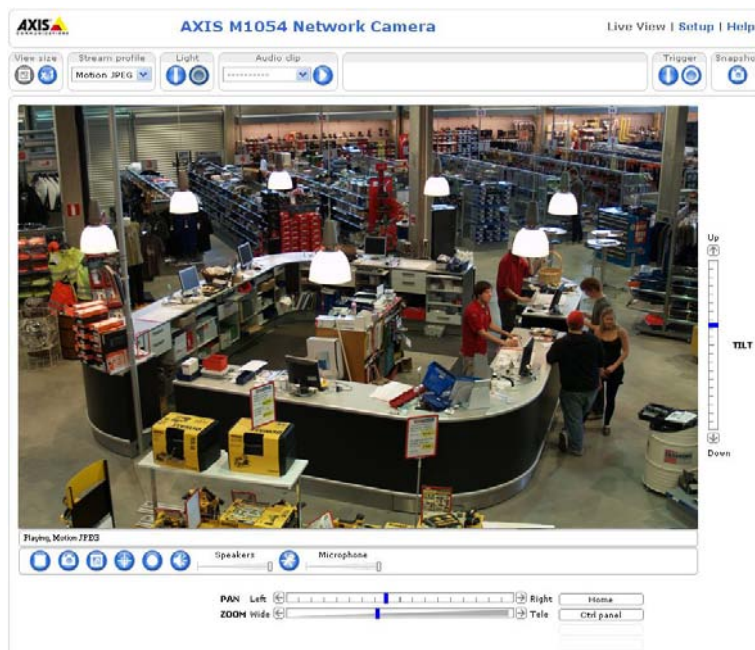 AXIS
COMMUNICATIONS
AXIS M1054 Network Camera
Live View | Setup | Help
View size
Stream profile
Light
Audio clip
Trigger
Snapshot
Motion JPEG
----------
Up
TILT
Down
Playing, Motion JPEG
Speakers
Microphone
PAN Left
Right
Home
ZOOM Wide
Tele
Ctrl panel